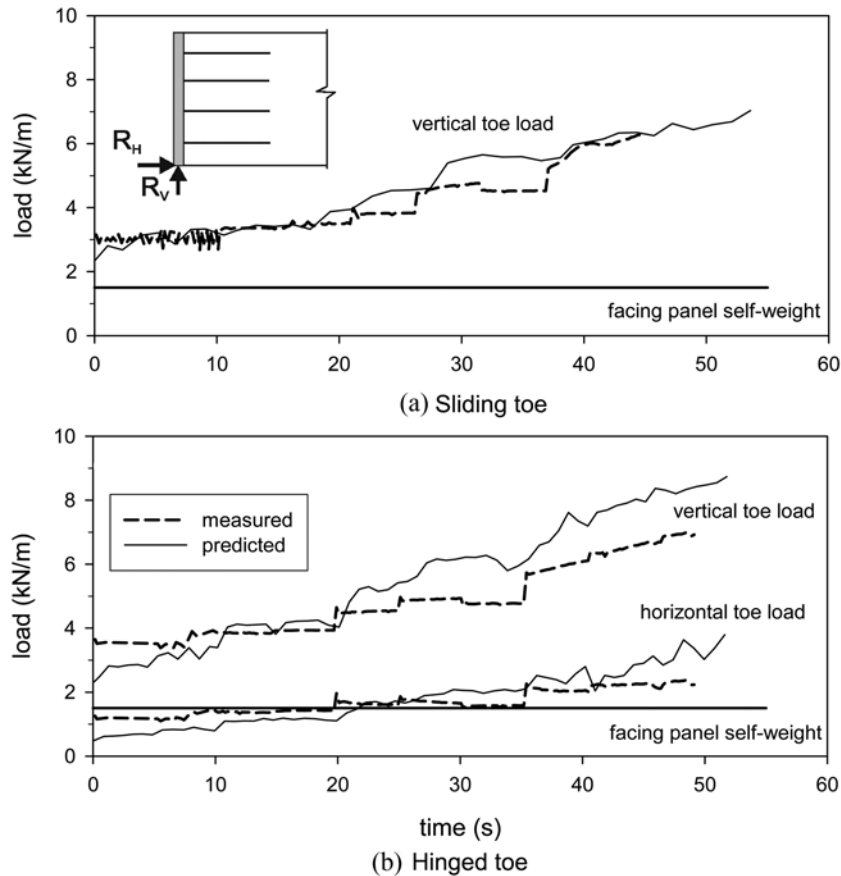 10
8
6
4
2
0
load (kN/m)
R_H
R_V
vertical toe load
facing panel self-weight
0 10 20 30 40 50 60
(a) Sliding toe
10
8
6
4
2
0
load (kN/m)
measured
predicted
vertical toe load
horizontal toe load
facing panel self-weight
0 10 20 30 40 50 60
time (s)
(b) Hinged toe